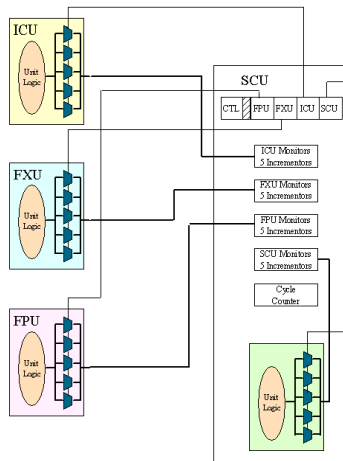 ICU
Unit
Logic
SCU
CTL FPU FXU ICU SCU
ICU Monitors
5 Incrementors
FXU
Unit
Logic
FXU Monitors
5 Incrementors
FPU Monitors
5 Incrementors
SCU Monitors
5 Incrementors
Cycle
Counter
FPU
Unit
Logic
Unit
Logic